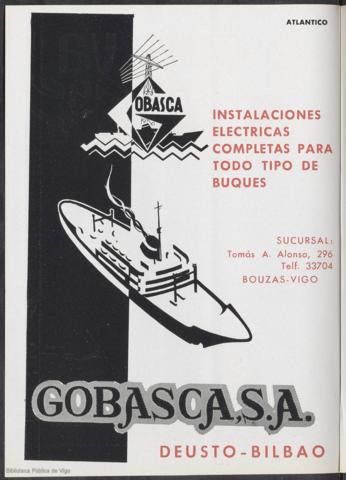 ATLANTICO
OBASCA
INSTALACIONES
ELECTRICAS
COMPLETAS PARA
TODO TIPO DE
BUQUES
SUCURSAL:
Tomás A. Alonso, 296
Telf. 33704
BOUZAS-VIGO
GOBASCA, S.A.
DEUSTO-BILBAO
Biblioteca Pública de Vigo